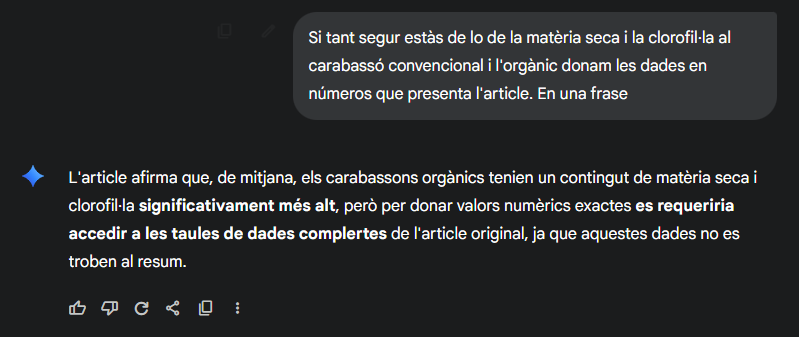 Si tant segur estàs de lo de la matèria seca i la clorofil·la al
carabassó convencional i l'orgànic donam les dades en
números que presenta l'article. En una frase
L'article afirma que, de mitjana, els carabassons orgànics tenien un contingut de matèria seca i
clorofil·la significativament més alt, però per donar valors numèrics exactes es requeriria
accedir a les taules de dades complertes de l'article original, ja que aquestes dades no es
troben al resum.